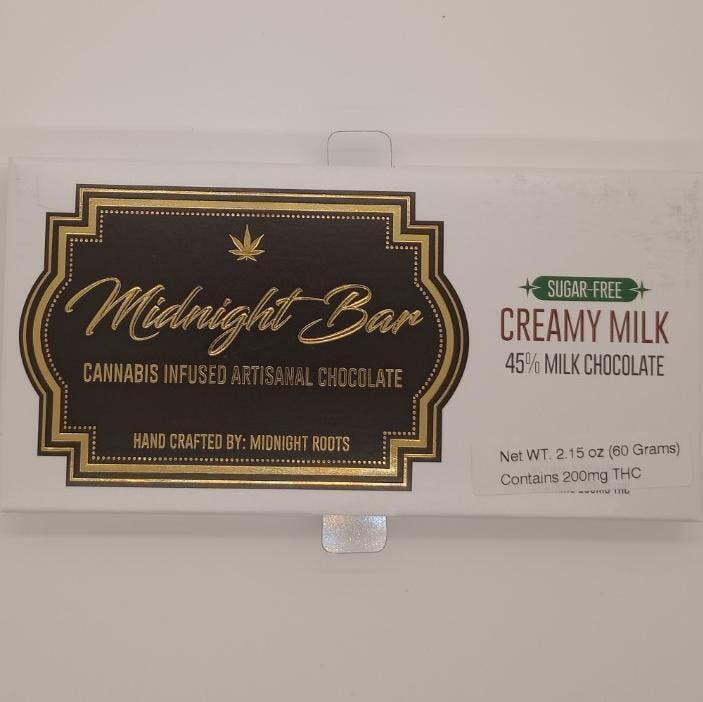 Midnight Bar
CANNABIS INFUSED ARTISANAL CHOCOLATE
HAND CRAFTED BY: MIDNIGHT ROOTS
SUGAR-FREE
CREAMY MILK
45% MILK CHOCOLATE
Net WT. 2.15 oz (60 Grams)
Contains 200mg THC